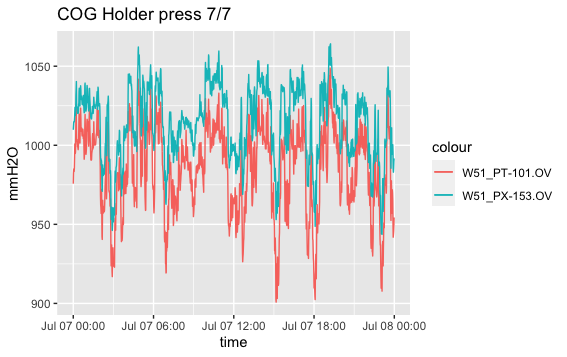 COG Holder press 7/7
1050
1000
950
900
mmH2O
Jul 07 00:00 Jul 07 06:00 Jul 07 12:00 Jul 07 18:00 Jul 08 00:00
time
colour
W51_PT-101.OV
W51_PX-153.OV